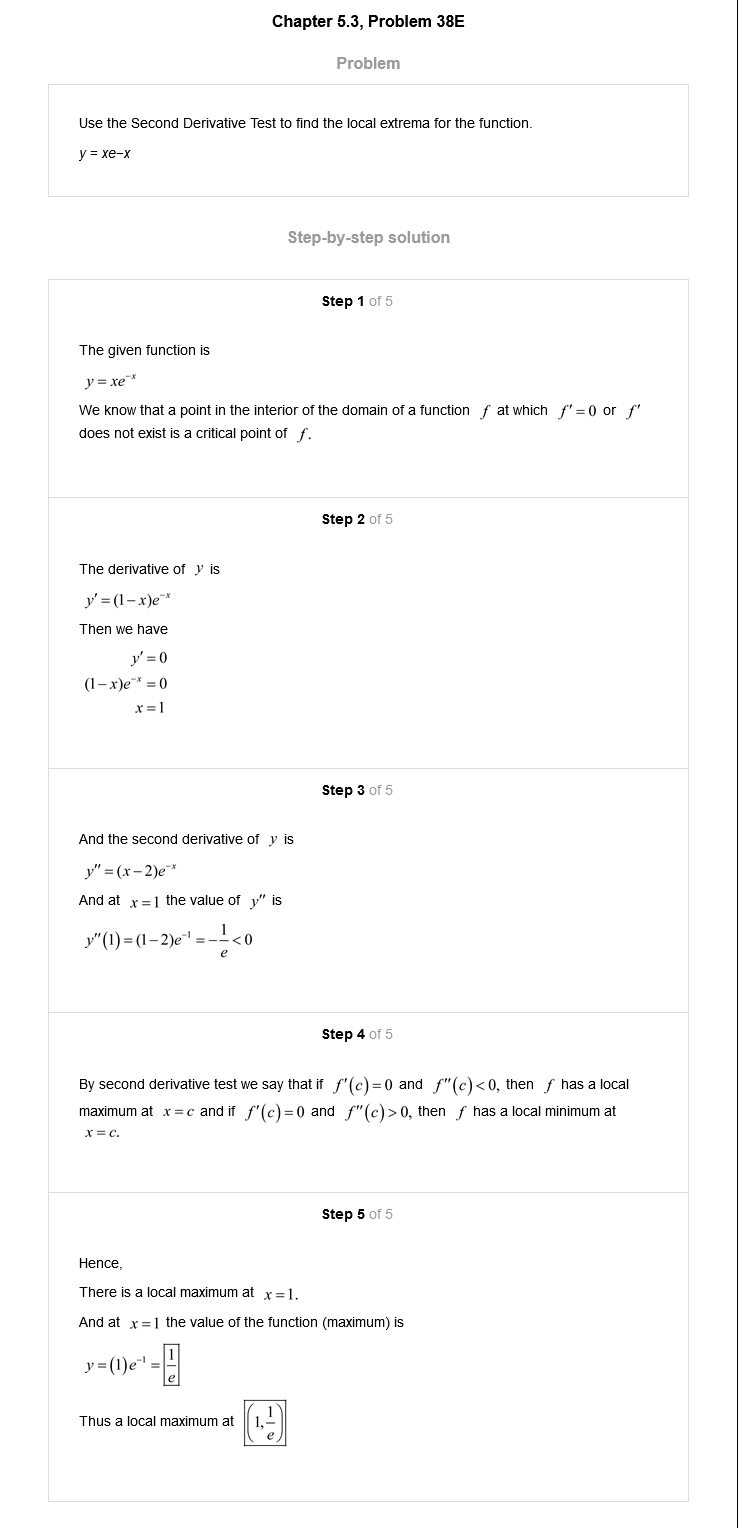 Chapter 5.3, Problem 38E
Problem
Use the Second Derivative Test to find the local extrema for the function.
y = xe−x
Step-by-step solution
Step 1 of 5
The given function is
y = xe⁻ˣ
We know that a point in the interior of the domain of a function f at which f′ = 0 or f′
does not exist is a critical point of f.
Step 2 of 5
The derivative of y is
y′ = (1 − x)e⁻ˣ
Then we have
y′ = 0
(1 − x)e⁻ˣ = 0
x = 1
Step 3 of 5
And the second derivative of y is
y″ = (x − 2)e⁻ˣ
And at x = 1 the value of y″ is
y″(1) = (1 − 2)e⁻¹ = −1/e < 0
Step 4 of 5
By second derivative test we say that if f′(c) = 0 and f″(c) < 0, then f has a local
maximum at x = c and if f′(c) = 0 and f″(c) > 0, then f has a local minimum at
x = c.
Step 5 of 5
Hence,
There is a local maximum at x = 1.
And at x = 1 the value of the function (maximum) is
y = (1)e⁻¹ = 1/e
Thus a local maximum at (1, 1/e)